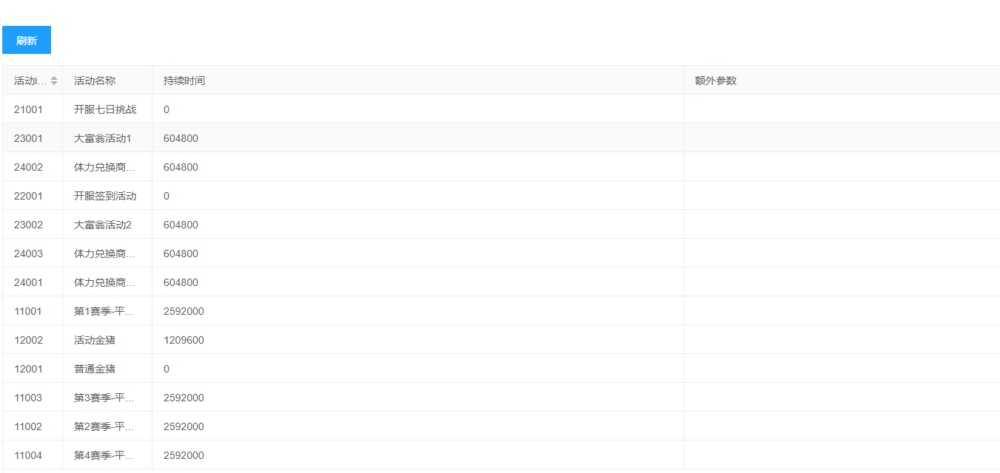 刷新
活动i... 活动名称 持续时间 额外参数
21001 开服七日挑战 0
23001 大富翁活动1 604800
24002 体力兑换商... 604800
22001 开服签到活动 0
23002 大富翁活动2 604800
24003 体力兑换商... 604800
24001 体力兑换商... 604800
11001 第1赛季-平... 2592000
12002 活动金猪 1209600
12001 普通金猪 0
11003 第3赛季-平... 2592000
11002 第2赛季-平... 2592000
11004 第4赛季-平... 2592000